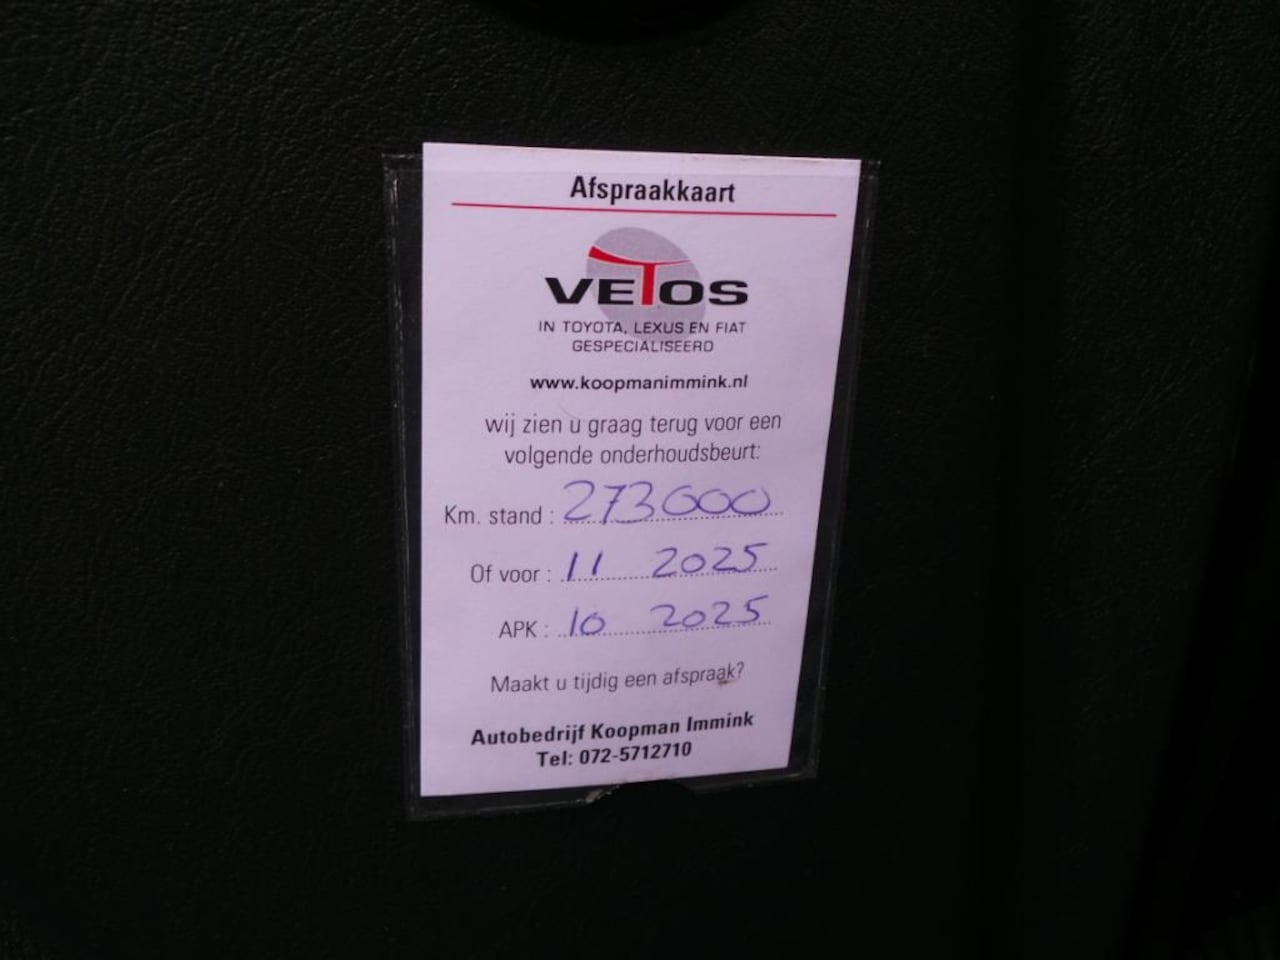 Afspraakkaart
VETOS
IN TOYOTA, LEXUS EN FIAT
GESPECIALISEERD
www.koopmanimmink.nl
wij zien u graag terug voor een
volgende onderhoudsbeurt:
Km. stand : 273000
Of voor : 11 2025
APK : 10 2025
Maakt u tijdig een afspraak?
Autobedrijf Koopman Immink
Tel: 072-5712710